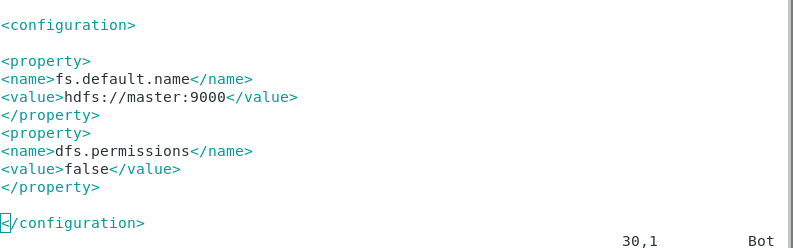 <configuration>
<property>
<name>fs.default.name</name>
<value>hdfs://master:9000</value>
</property>
<property>
<name>dfs.permissions</name>
<value>false</value>
</property>
</configuration>
30,1 Bot